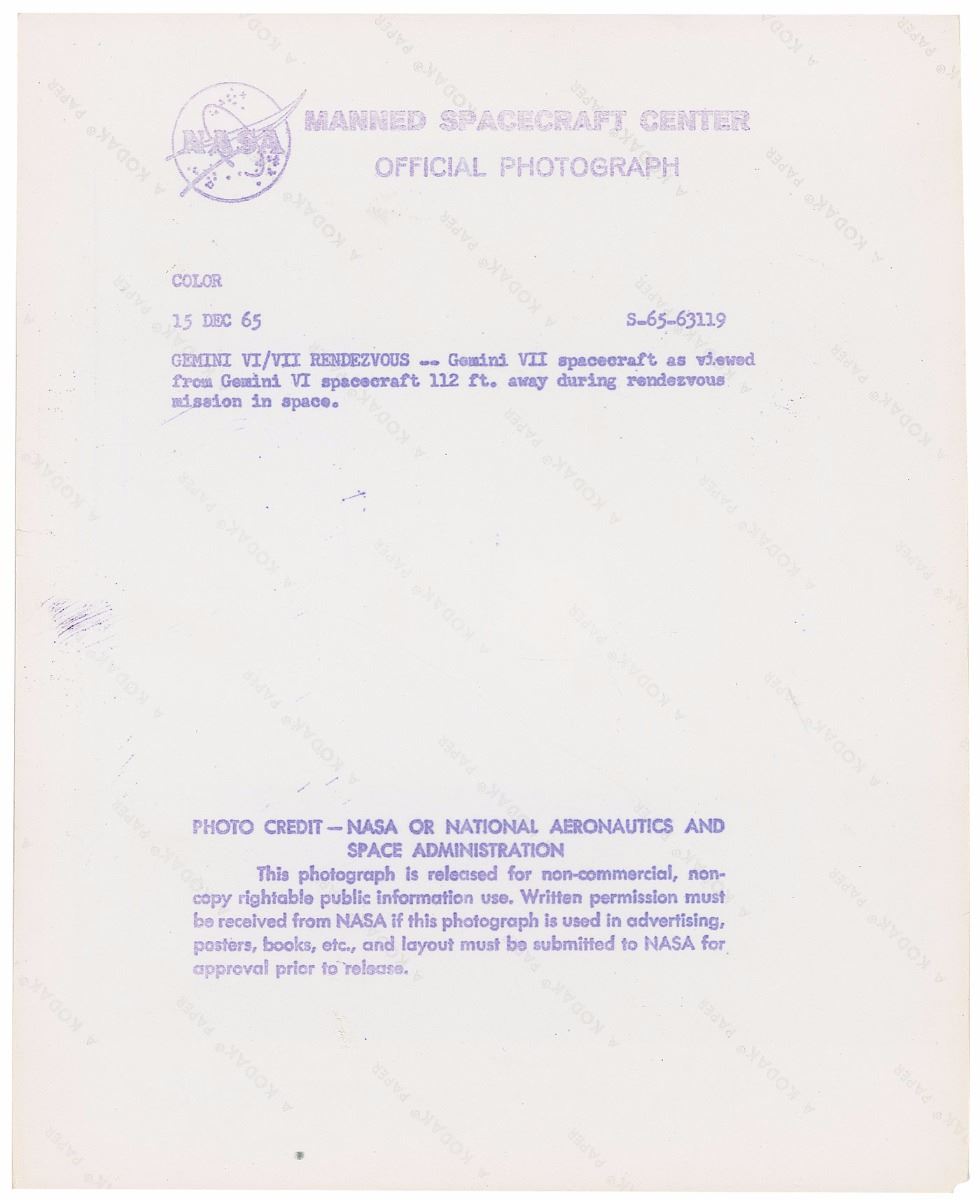 NASA
MANNED SPACECRAFT CENTER
OFFICIAL PHOTOGRAPH
COLOR
15 DEC 65 S-65-63119
GEMINI VI/VII RENDEZVOUS -- Gemini VII spacecraft as viewed
from Gemini VI spacecraft 112 ft. away during rendezvous
mission in space.
PHOTO CREDIT — NASA OR NATIONAL AERONAUTICS AND
SPACE ADMINISTRATION
This photograph is released for non-commercial, non-
copy rightable public information use. Written permission must
be received from NASA if this photograph is used in advertising,
posters, books, etc., and layout must be submitted to NASA for
approval prior to release.
A KODAK® PAPER